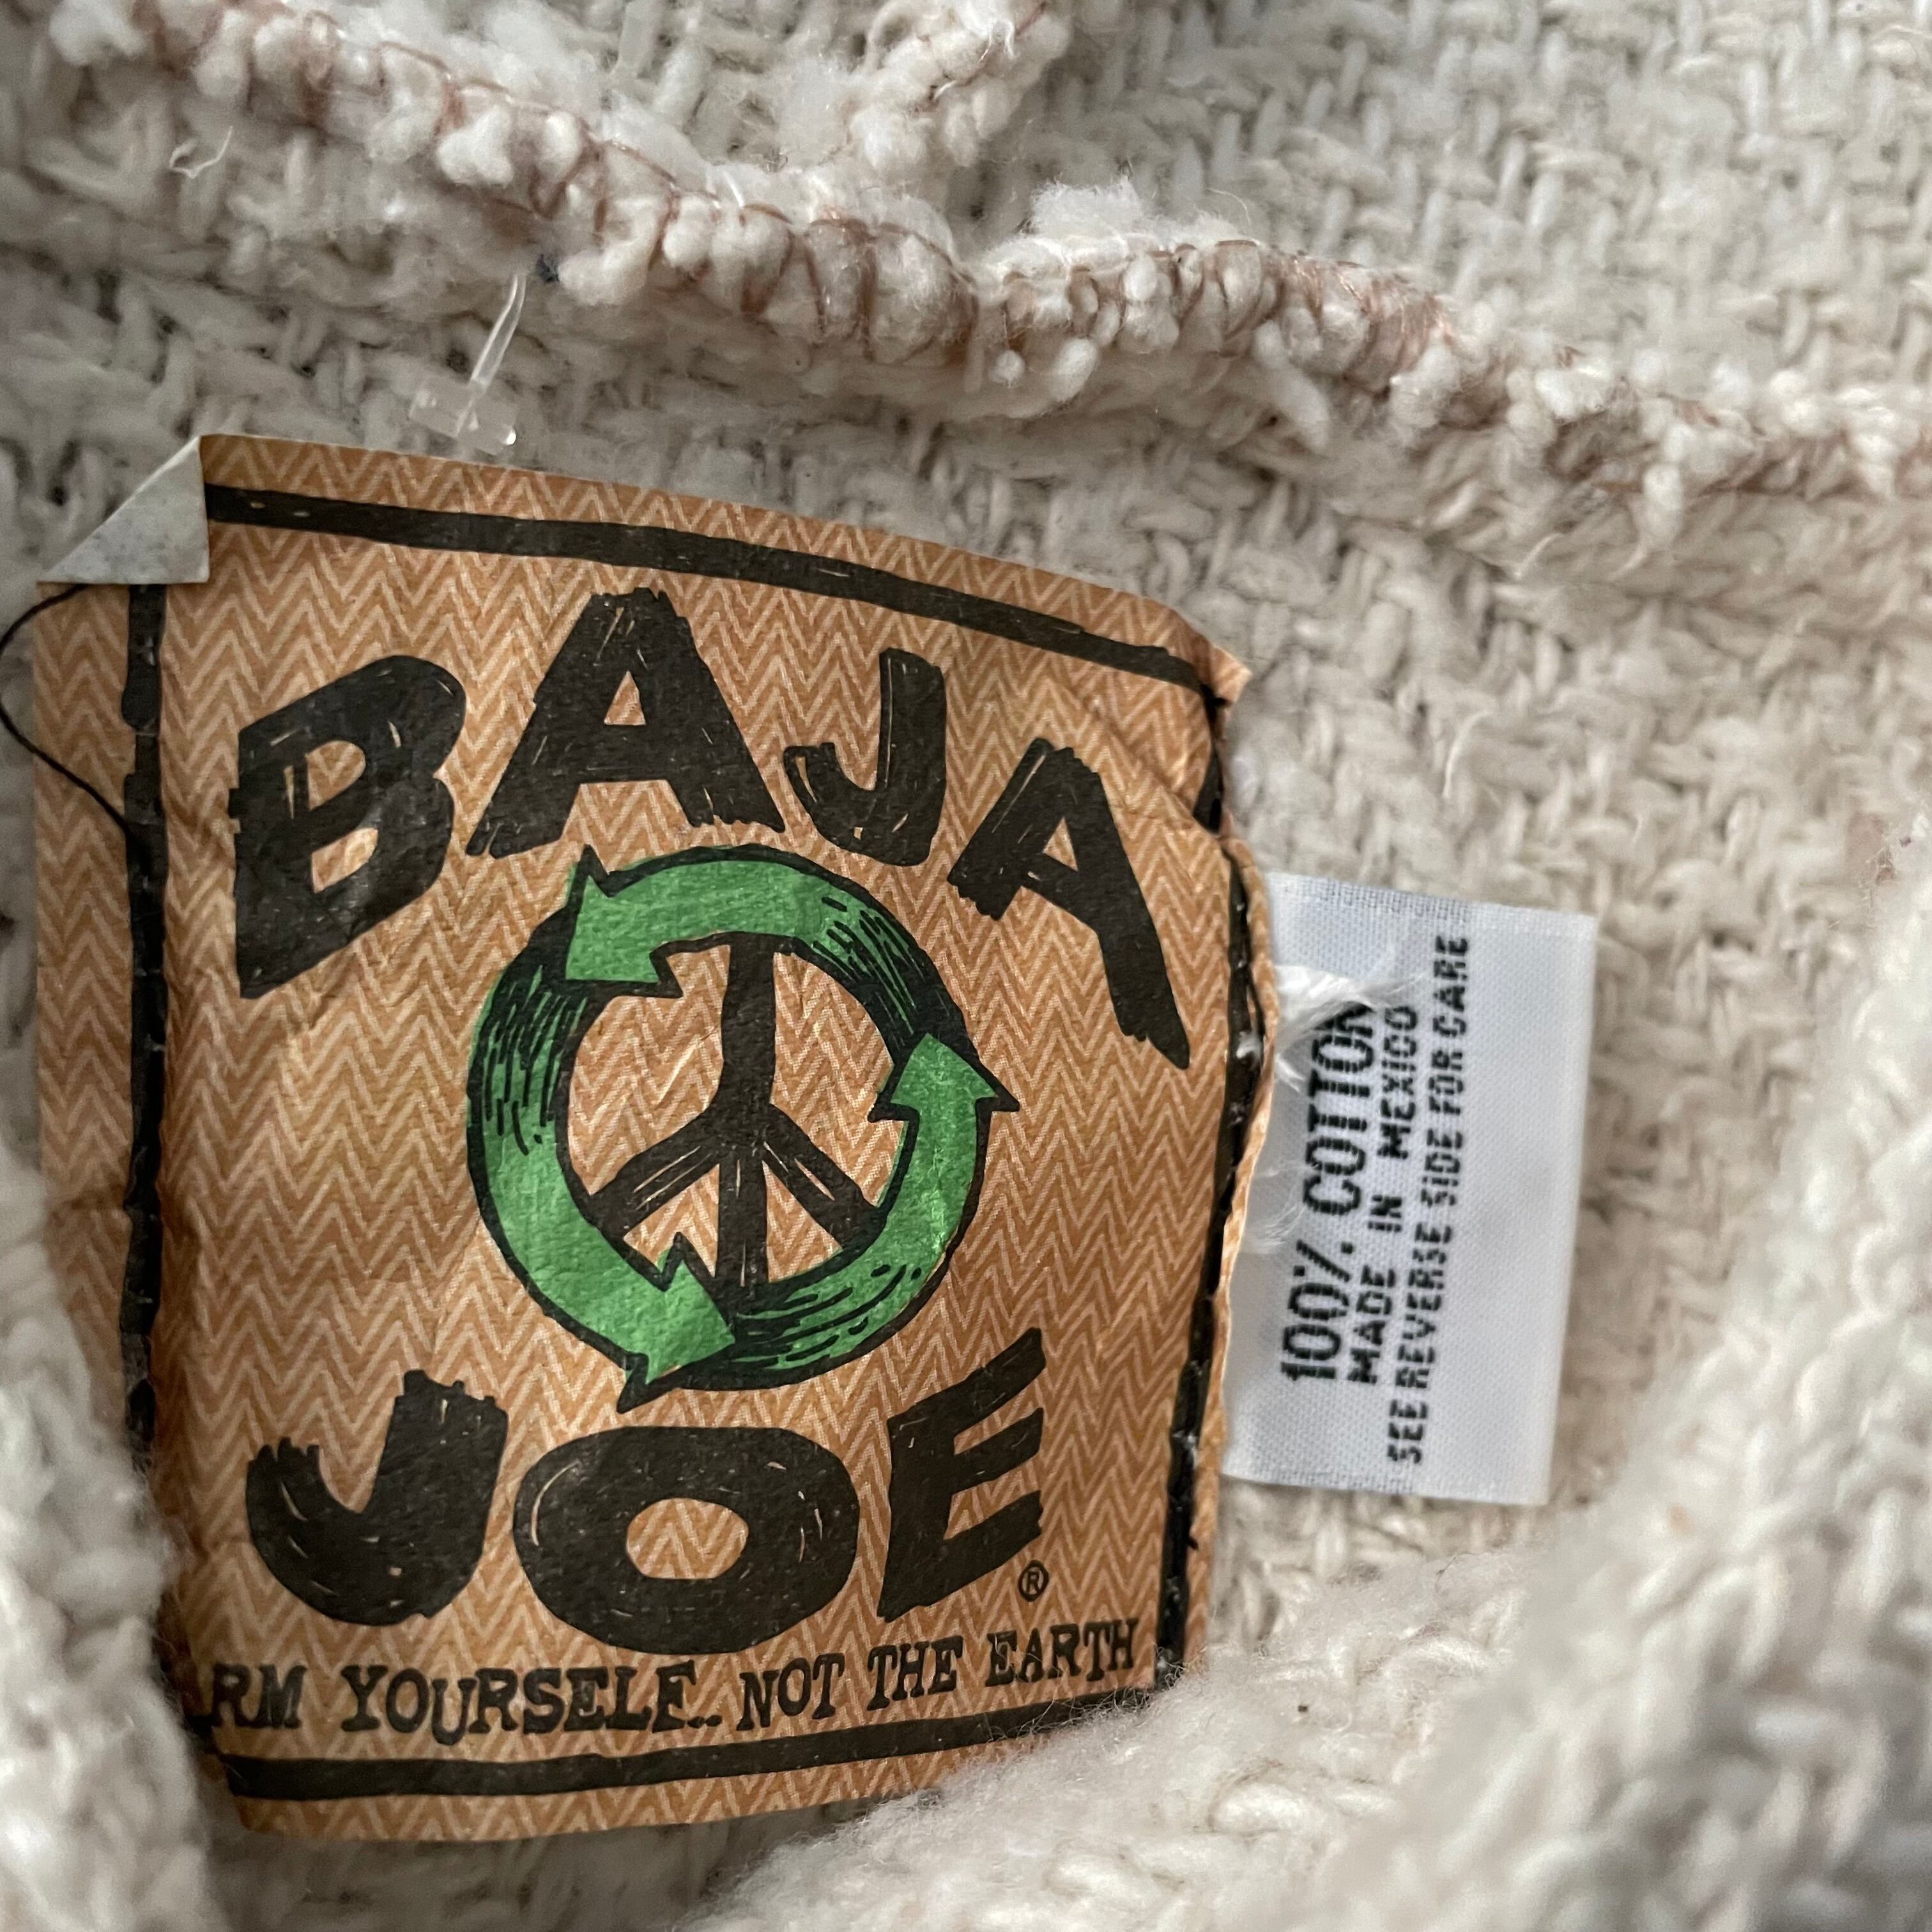 BAJA
JOE®
RM YOURSELF.. NOT THE EARTH
100% COTTON
MADE IN MEXICO
SEE REVERSE SIDE FOR CARE